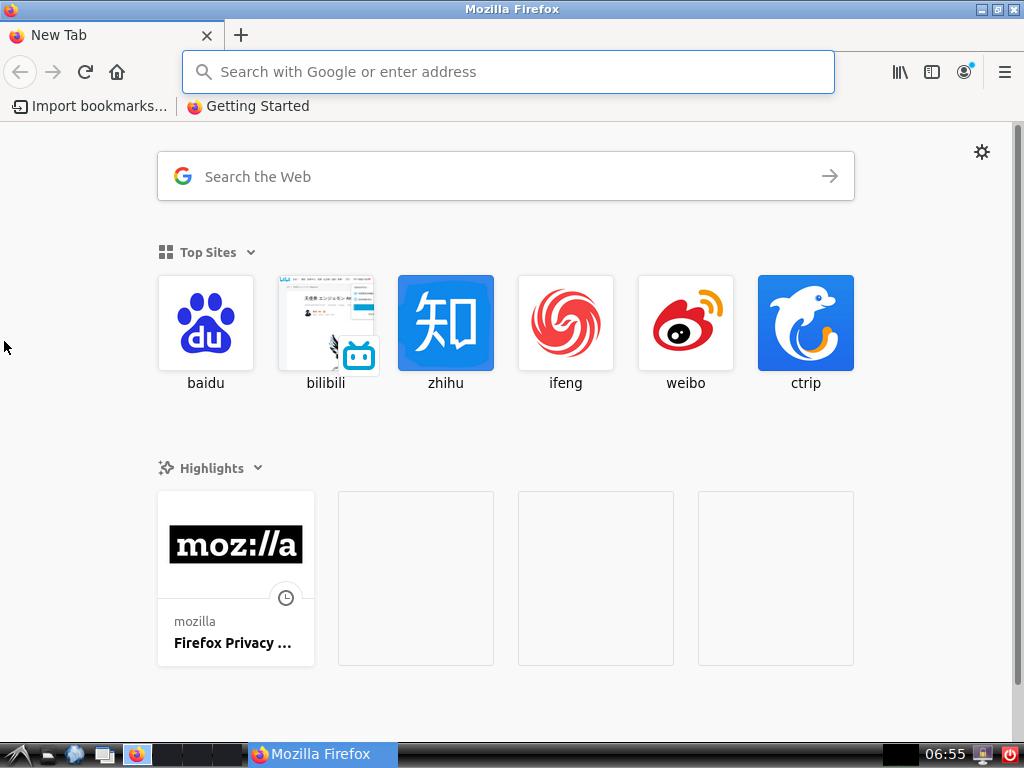 Mozilla Firefox
New Tab
Search with Google or enter address
Import bookmarks...
Getting Started
Search the Web
Top Sites
du
知
baidu
bilibili
zhihu
ifeng
weibo
ctrip
Highlights
moz://a
mozilla
Firefox Privacy ...
Mozilla Firefox
06:55